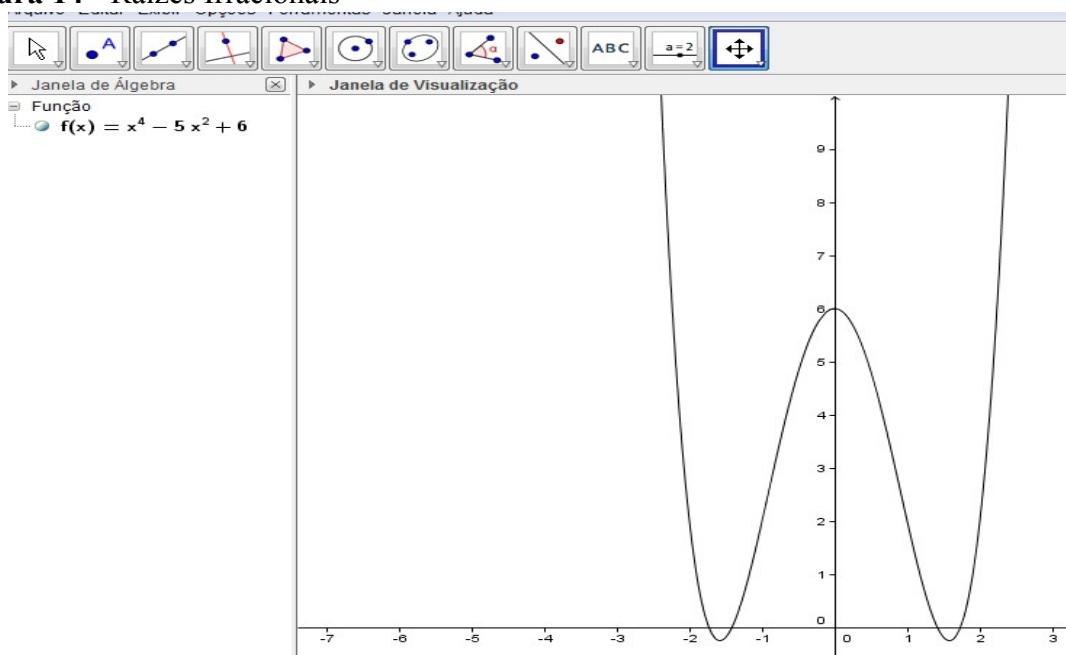 Raízes Irracionais
A
α
ABC
a=2
Janela de Álgebra
Janela de Visualização
Função
f(x) = x⁴ − 5 x² + 6
9
8
7
6
5
4
3
2
1
0
-7 -6 -5 -4 -3 -2 -1 0 1 2 3